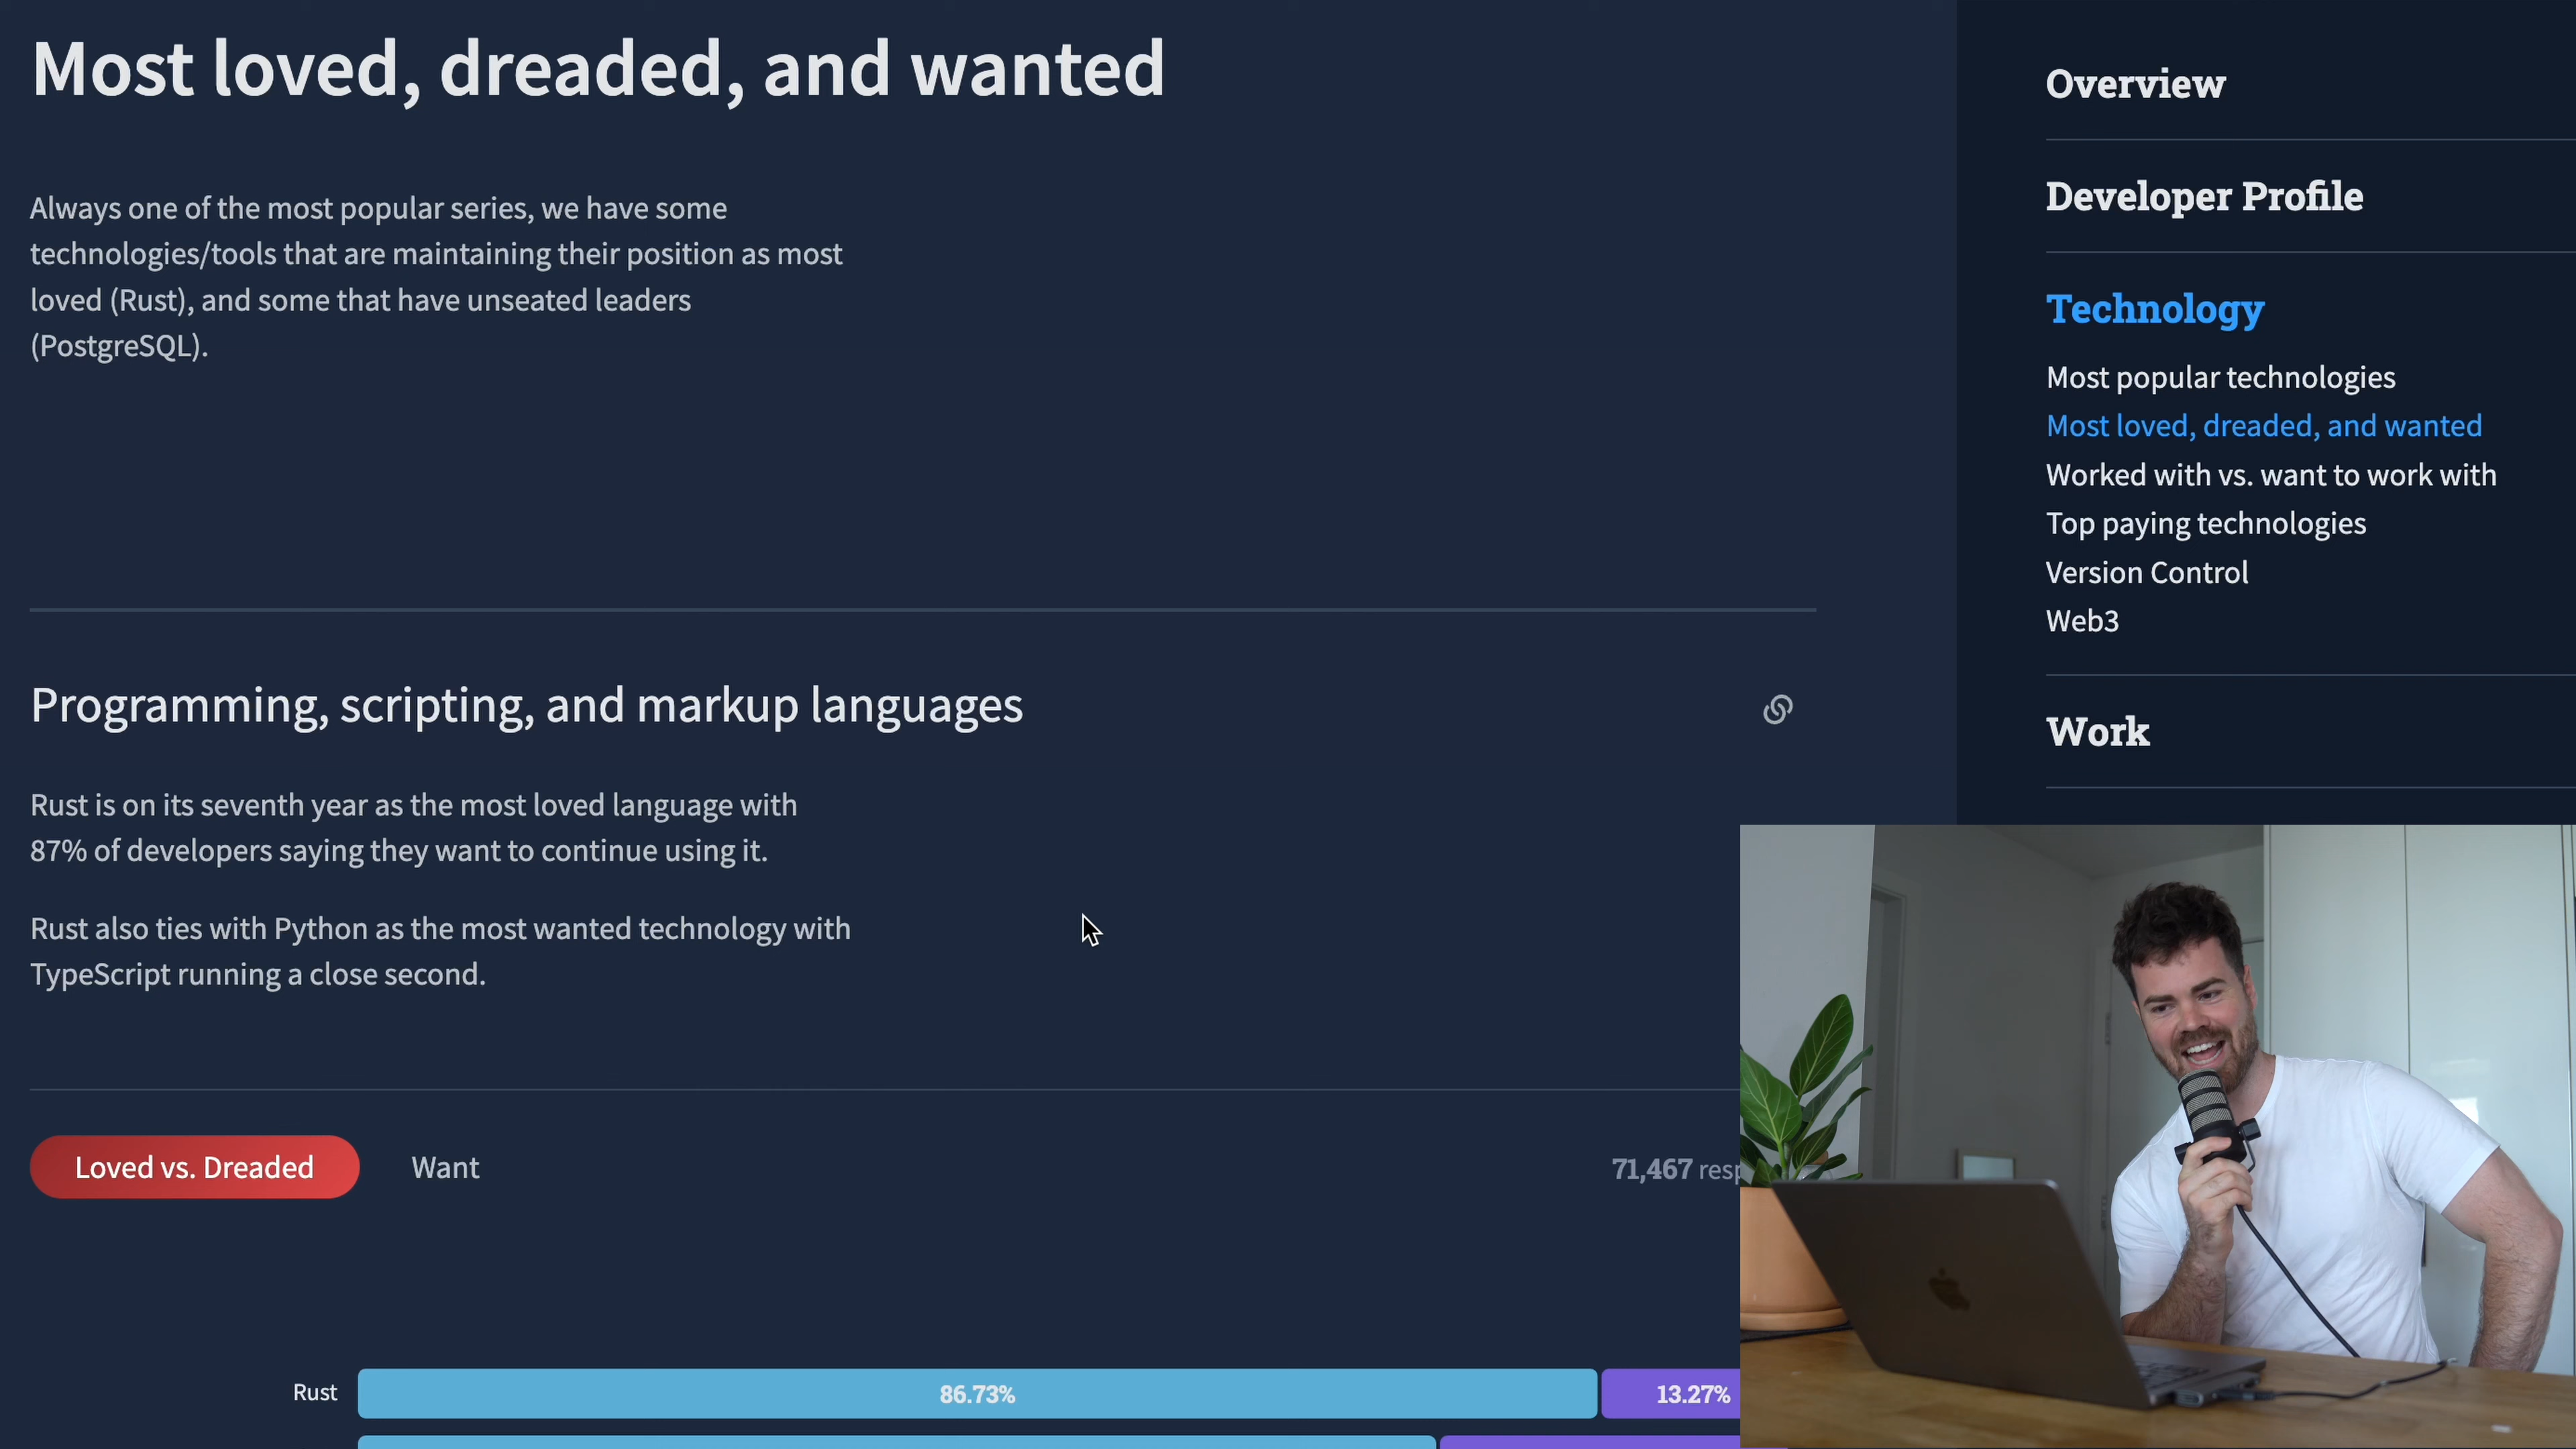 Most loved, dreaded, and wanted
Always one of the most popular series, we have some
technologies/tools that are maintaining their position as most
loved (Rust), and some that have unseated leaders
(PostgreSQL).
Programming, scripting, and markup languages
Rust is on its seventh year as the most loved language with
87% of developers saying they want to continue using it.
Rust also ties with Python as the most wanted technology with
TypeScript running a close second.
Loved vs. Dreaded
Want
71,467 resp
Rust
86.73%
13.27%
Overview
Developer Profile
Technology
Most popular technologies
Most loved, dreaded, and wanted
Worked with vs. want to work with
Top paying technologies
Version Control
Web3
Work